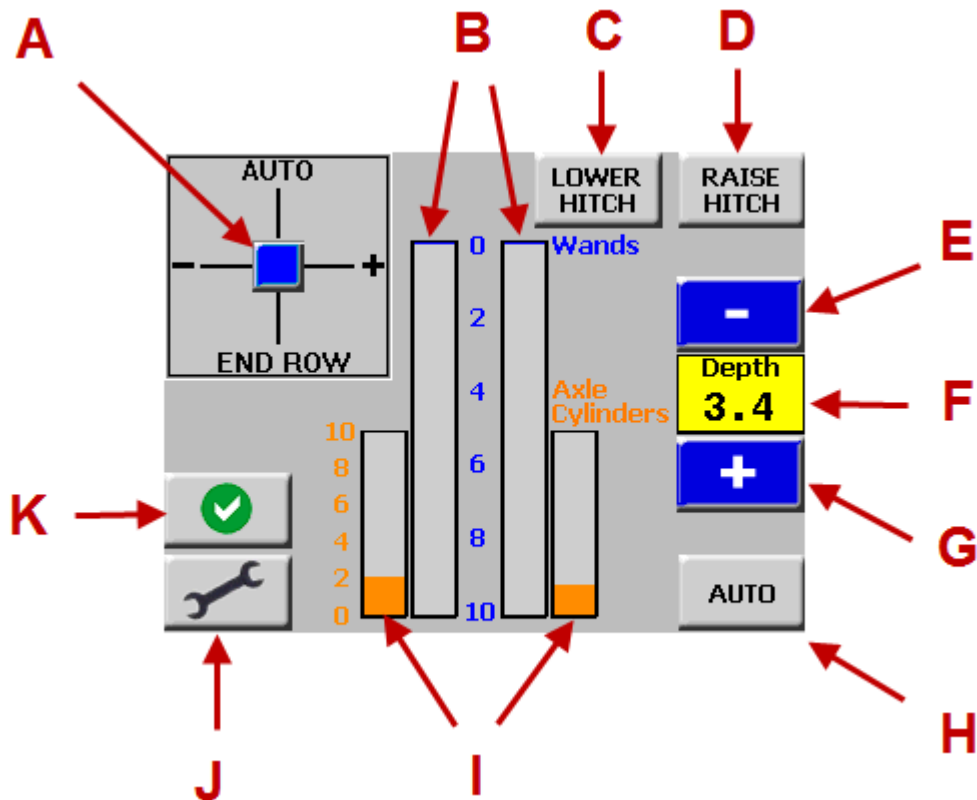 A
B
C
D
AUTO
LOWER
HITCH
RAISE
HITCH
0
Wands
- +
E
-
2
END ROW
Depth
3.4
F
4
Axle
Cylinders
10
8
6
4
2
0
6
+
G
K
8
10
AUTO
H
J
I